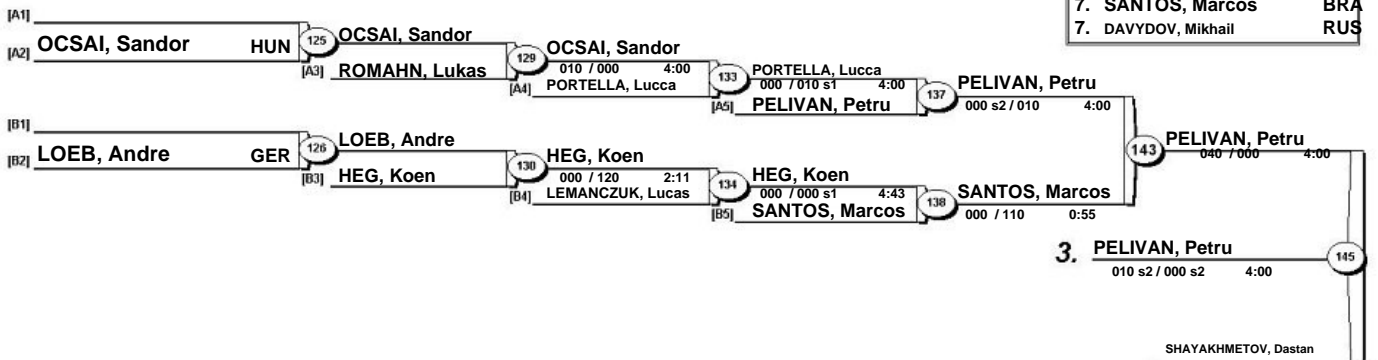 7. SANTOS, Marcos BRA
7. DAVYDOV, Mikhail RUS
[A1]
[A2] OCSAI, Sandor HUN
125
OCSAI, Sandor
[A3] ROMAHN, Lukas
129
OCSAI, Sandor
010 / 000 4:00
[A4] PORTELLA, Lucca
133
PORTELLA, Lucca
000 / 010 s1 4:00
[A5] PELIVAN, Petru
137
PELIVAN, Petru
000 s2 / 010 4:00
[B1]
[B2] LOEB, Andre GER
126
LOEB, Andre
[B3] HEG, Koen
130
HEG, Koen
000 / 120 2:11
[B4] LEMANCZUK, Lucas
134
HEG, Koen
000 / 000 s1 4:43
[B5] SANTOS, Marcos
138
SANTOS, Marcos
000 / 110 0:55
143
PELIVAN, Petru
040 / 000 4:00
3. PELIVAN, Petru
010 s2 / 000 s2 4:00
145
SHAYAKHMETOV, Dastan